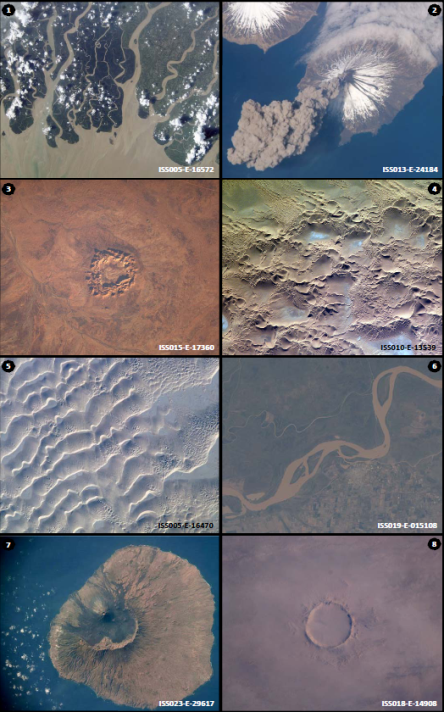 1
ISS005-E-16572
2
ISS013-E-24184
3
ISS015-E-17360
4
ISS010-E-13539
5
ISS005-E-16470
6
ISS019-E-015108
7
ISS023-E-29617
8
ISS018-E-14908